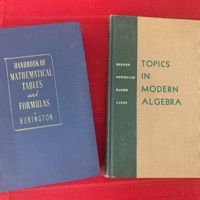 HANDBOOK OF
MATHEMATICAL
TABLES
and
FORMULAS
BURINGTON
TOPICS
IN
MODERN
ALGEBRA